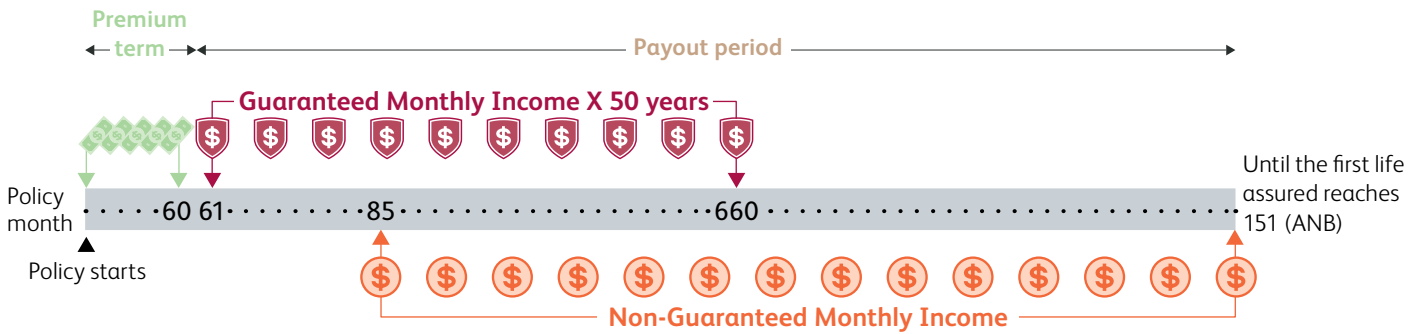 Premium
term
Payout period
Guaranteed Monthly Income X 50 years
$ $ $ $ $ $ $ $ $ $
Policy
month
60 61 85 660
Until the first life
assured reaches
151 (ANB)
Policy starts
$ $ $ $ $ $ $ $ $ $ $ $ $ $
Non-Guaranteed Monthly Income